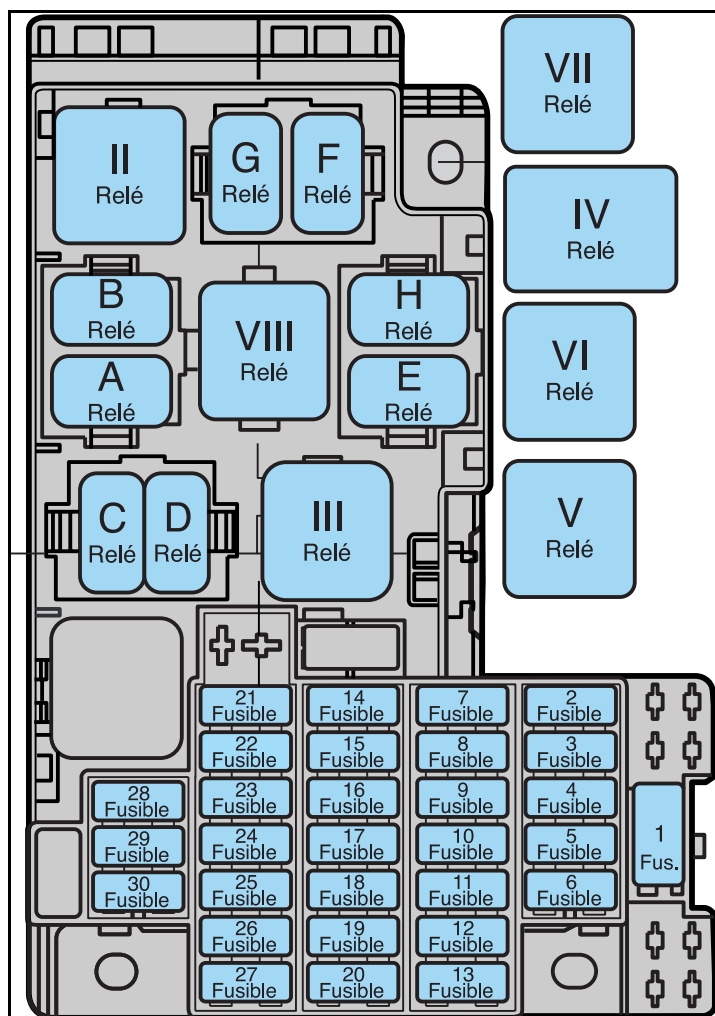 VII
Relé
II
Relé
G
Relé
F
Relé
IV
Relé
B
Relé
VIII
Relé
H
Relé
A
Relé
E
Relé
VI
Relé
C
Relé
D
Relé
III
Relé
V
Relé
21
Fusible
14
Fusible
7
Fusible
2
Fusible
22
Fusible
15
Fusible
8
Fusible
3
Fusible
28
Fusible
23
Fusible
16
Fusible
9
Fusible
4
Fusible
29
Fusible
24
Fusible
17
Fusible
10
Fusible
5
Fusible
1
Fus.
30
Fusible
25
Fusible
18
Fusible
11
Fusible
6
Fusible
26
Fusible
19
Fusible
12
Fusible
27
Fusible
20
Fusible
13
Fusible